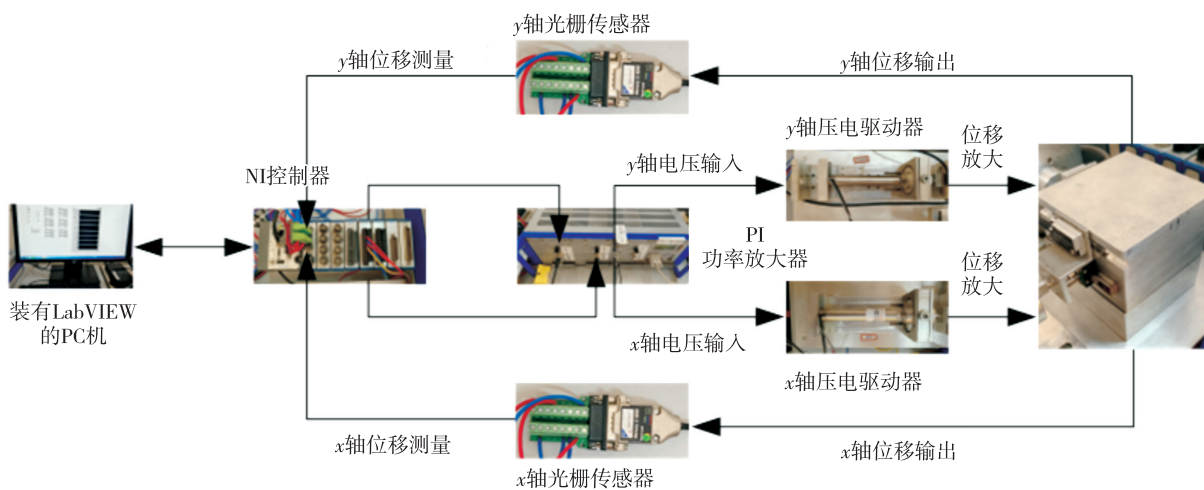 y轴光栅传感器
y轴位移测量
y轴位移输出
y轴压电驱动器
位移
放大
y轴电压输入
NI控制器
PI
功率放大器
位移
放大
装有LabVIEW
的PC机
x轴电压输入
x轴压电驱动器
x轴位移测量
x轴位移输出
x轴光栅传感器